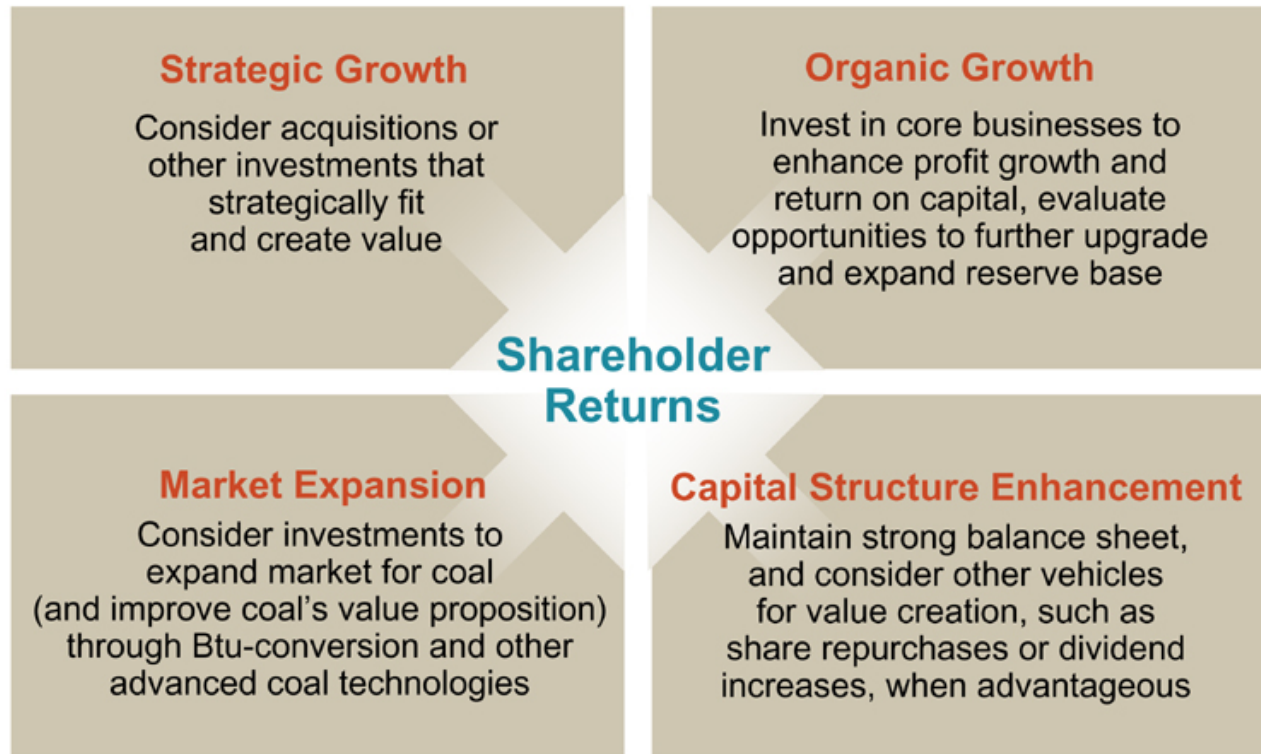 Strategic Growth
Consider acquisitions or
other investments that
strategically fit
and create value
Organic Growth
Invest in core businesses to
enhance profit growth and
return on capital, evaluate
opportunities to further upgrade
and expand reserve base
Shareholder
Returns
Market Expansion
Consider investments to
expand market for coal
(and improve coal's value proposition)
through Btu-conversion and other
advanced coal technologies
Capital Structure Enhancement
Maintain strong balance sheet,
and consider other vehicles
for value creation, such as
share repurchases or dividend
increases, when advantageous